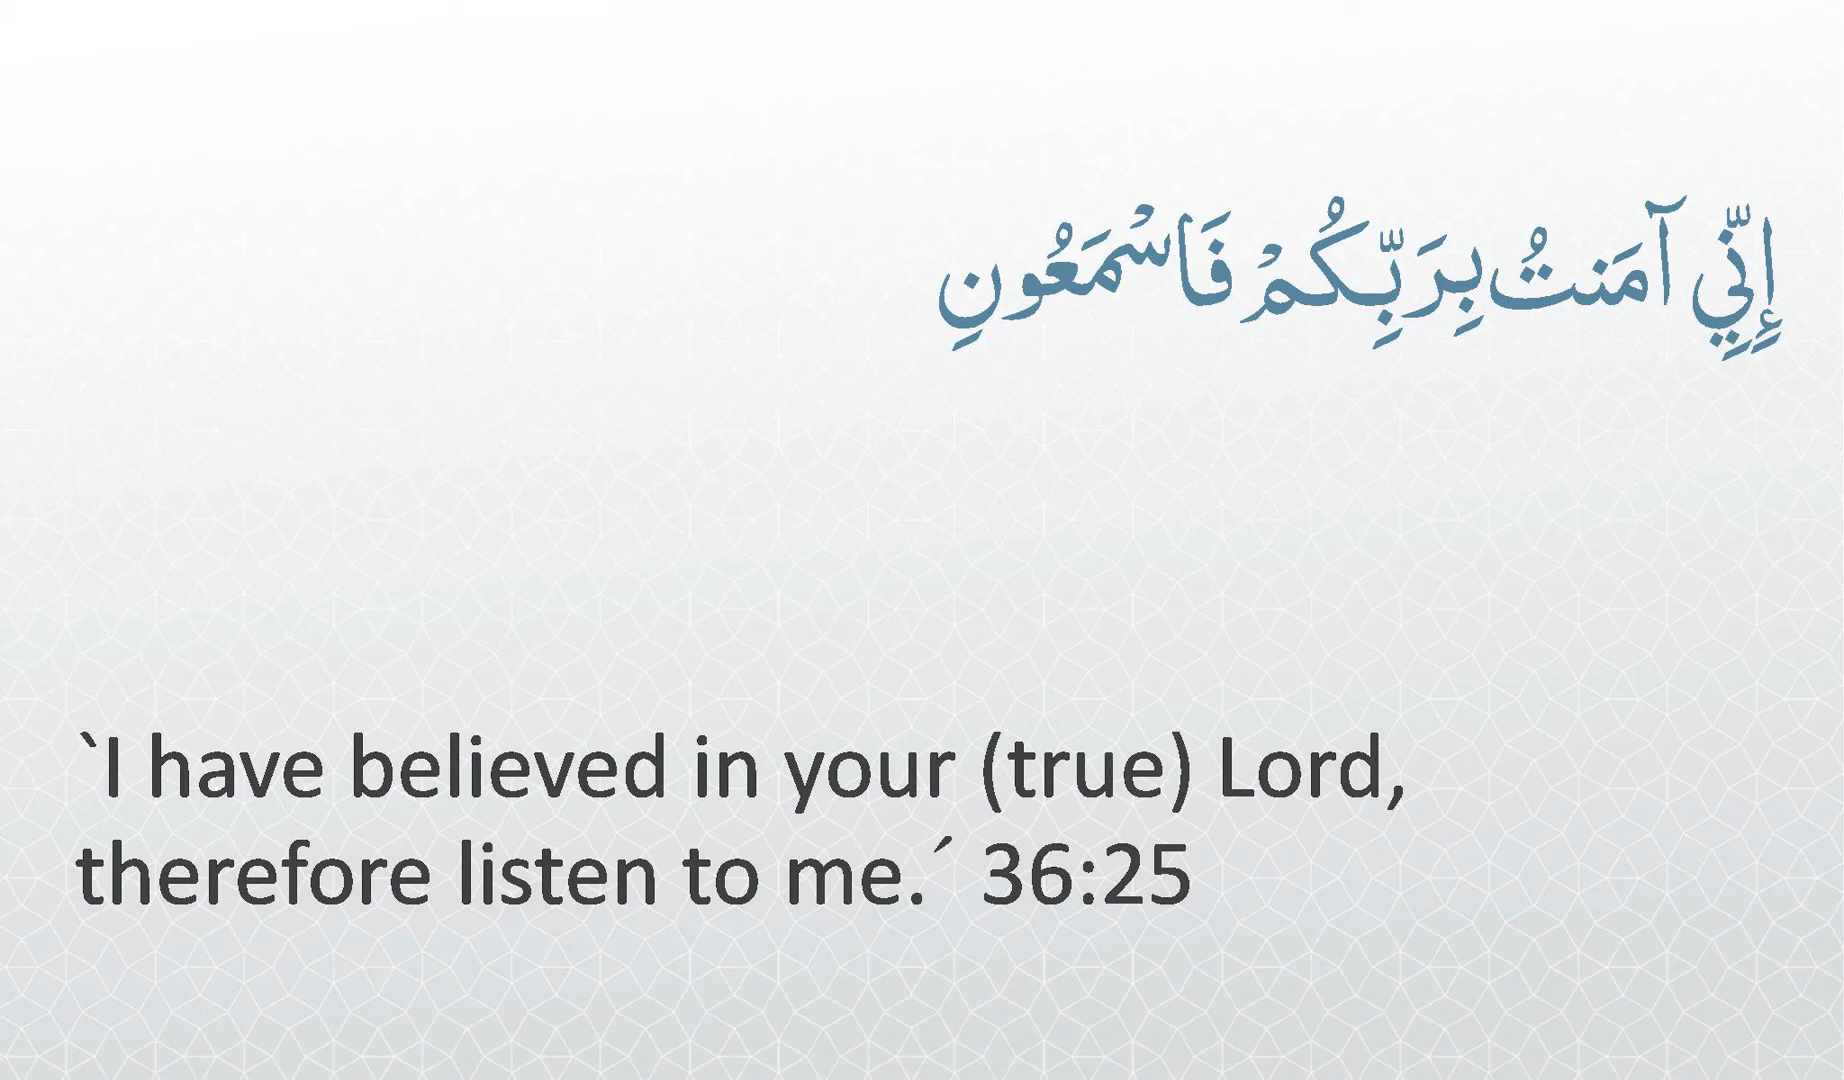 إِنِّي آمَنتُ بِرَبِّكُمْ فَاسْمَعُونِ
`I have believed in your (true) Lord,
therefore listen to me.´ 36:25